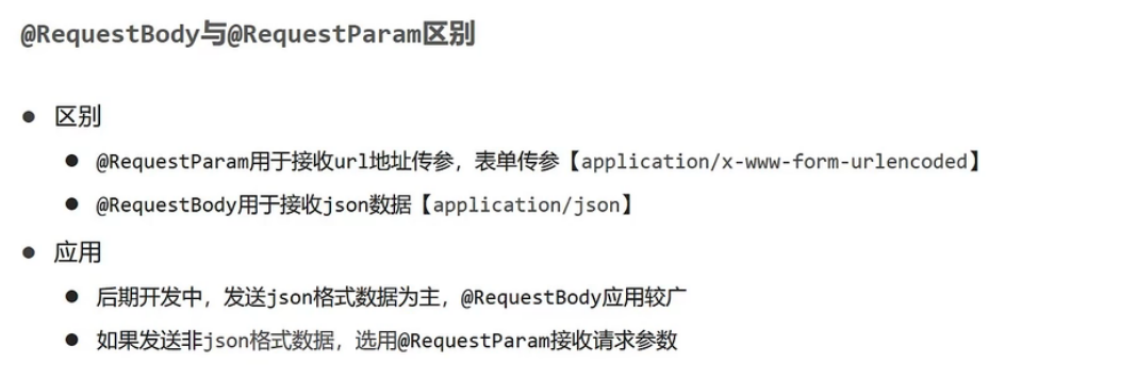 @RequestBody与@RequestParam区别
● 区别
● @RequestParam用于接收url地址传参，表单传参【application/x-www-form-urlencoded】
● @RequestBody用于接收json数据【application/json】
● 应用
● 后期开发中，发送json格式数据为主，@RequestBody应用较广
● 如果发送非json格式数据，选用@RequestParam接收请求参数